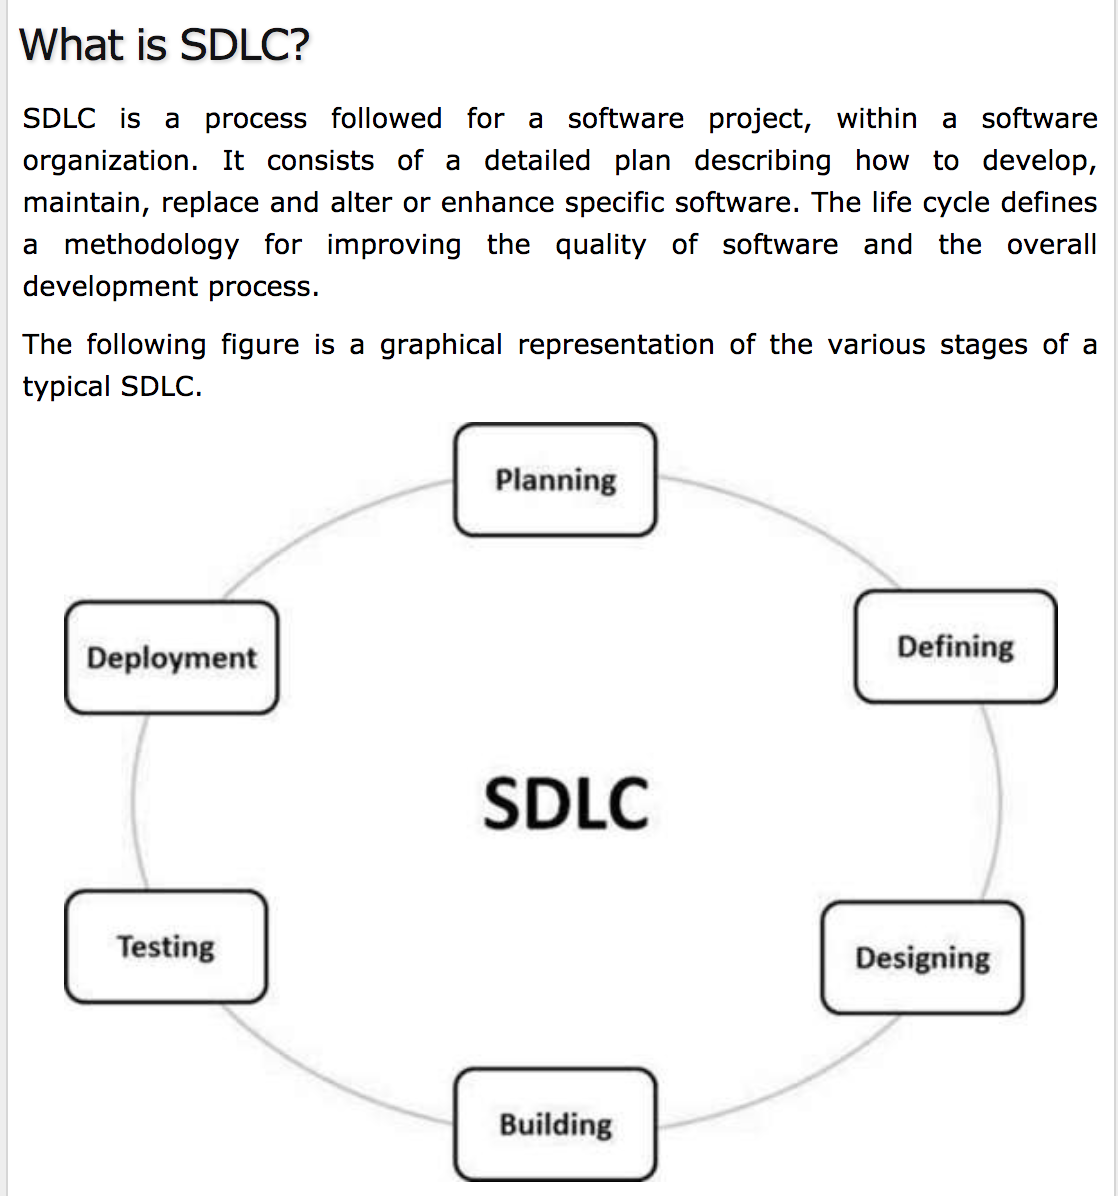 What is SDLC?
SDLC is a process followed for a software project, within a software
organization. It consists of a detailed plan describing how to develop,
maintain, replace and alter or enhance specific software. The life cycle defines
a methodology for improving the quality of software and the overall
development process.
The following figure is a graphical representation of the various stages of a
typical SDLC.
Planning
Defining
Deployment
SDLC
Testing
Designing
Building